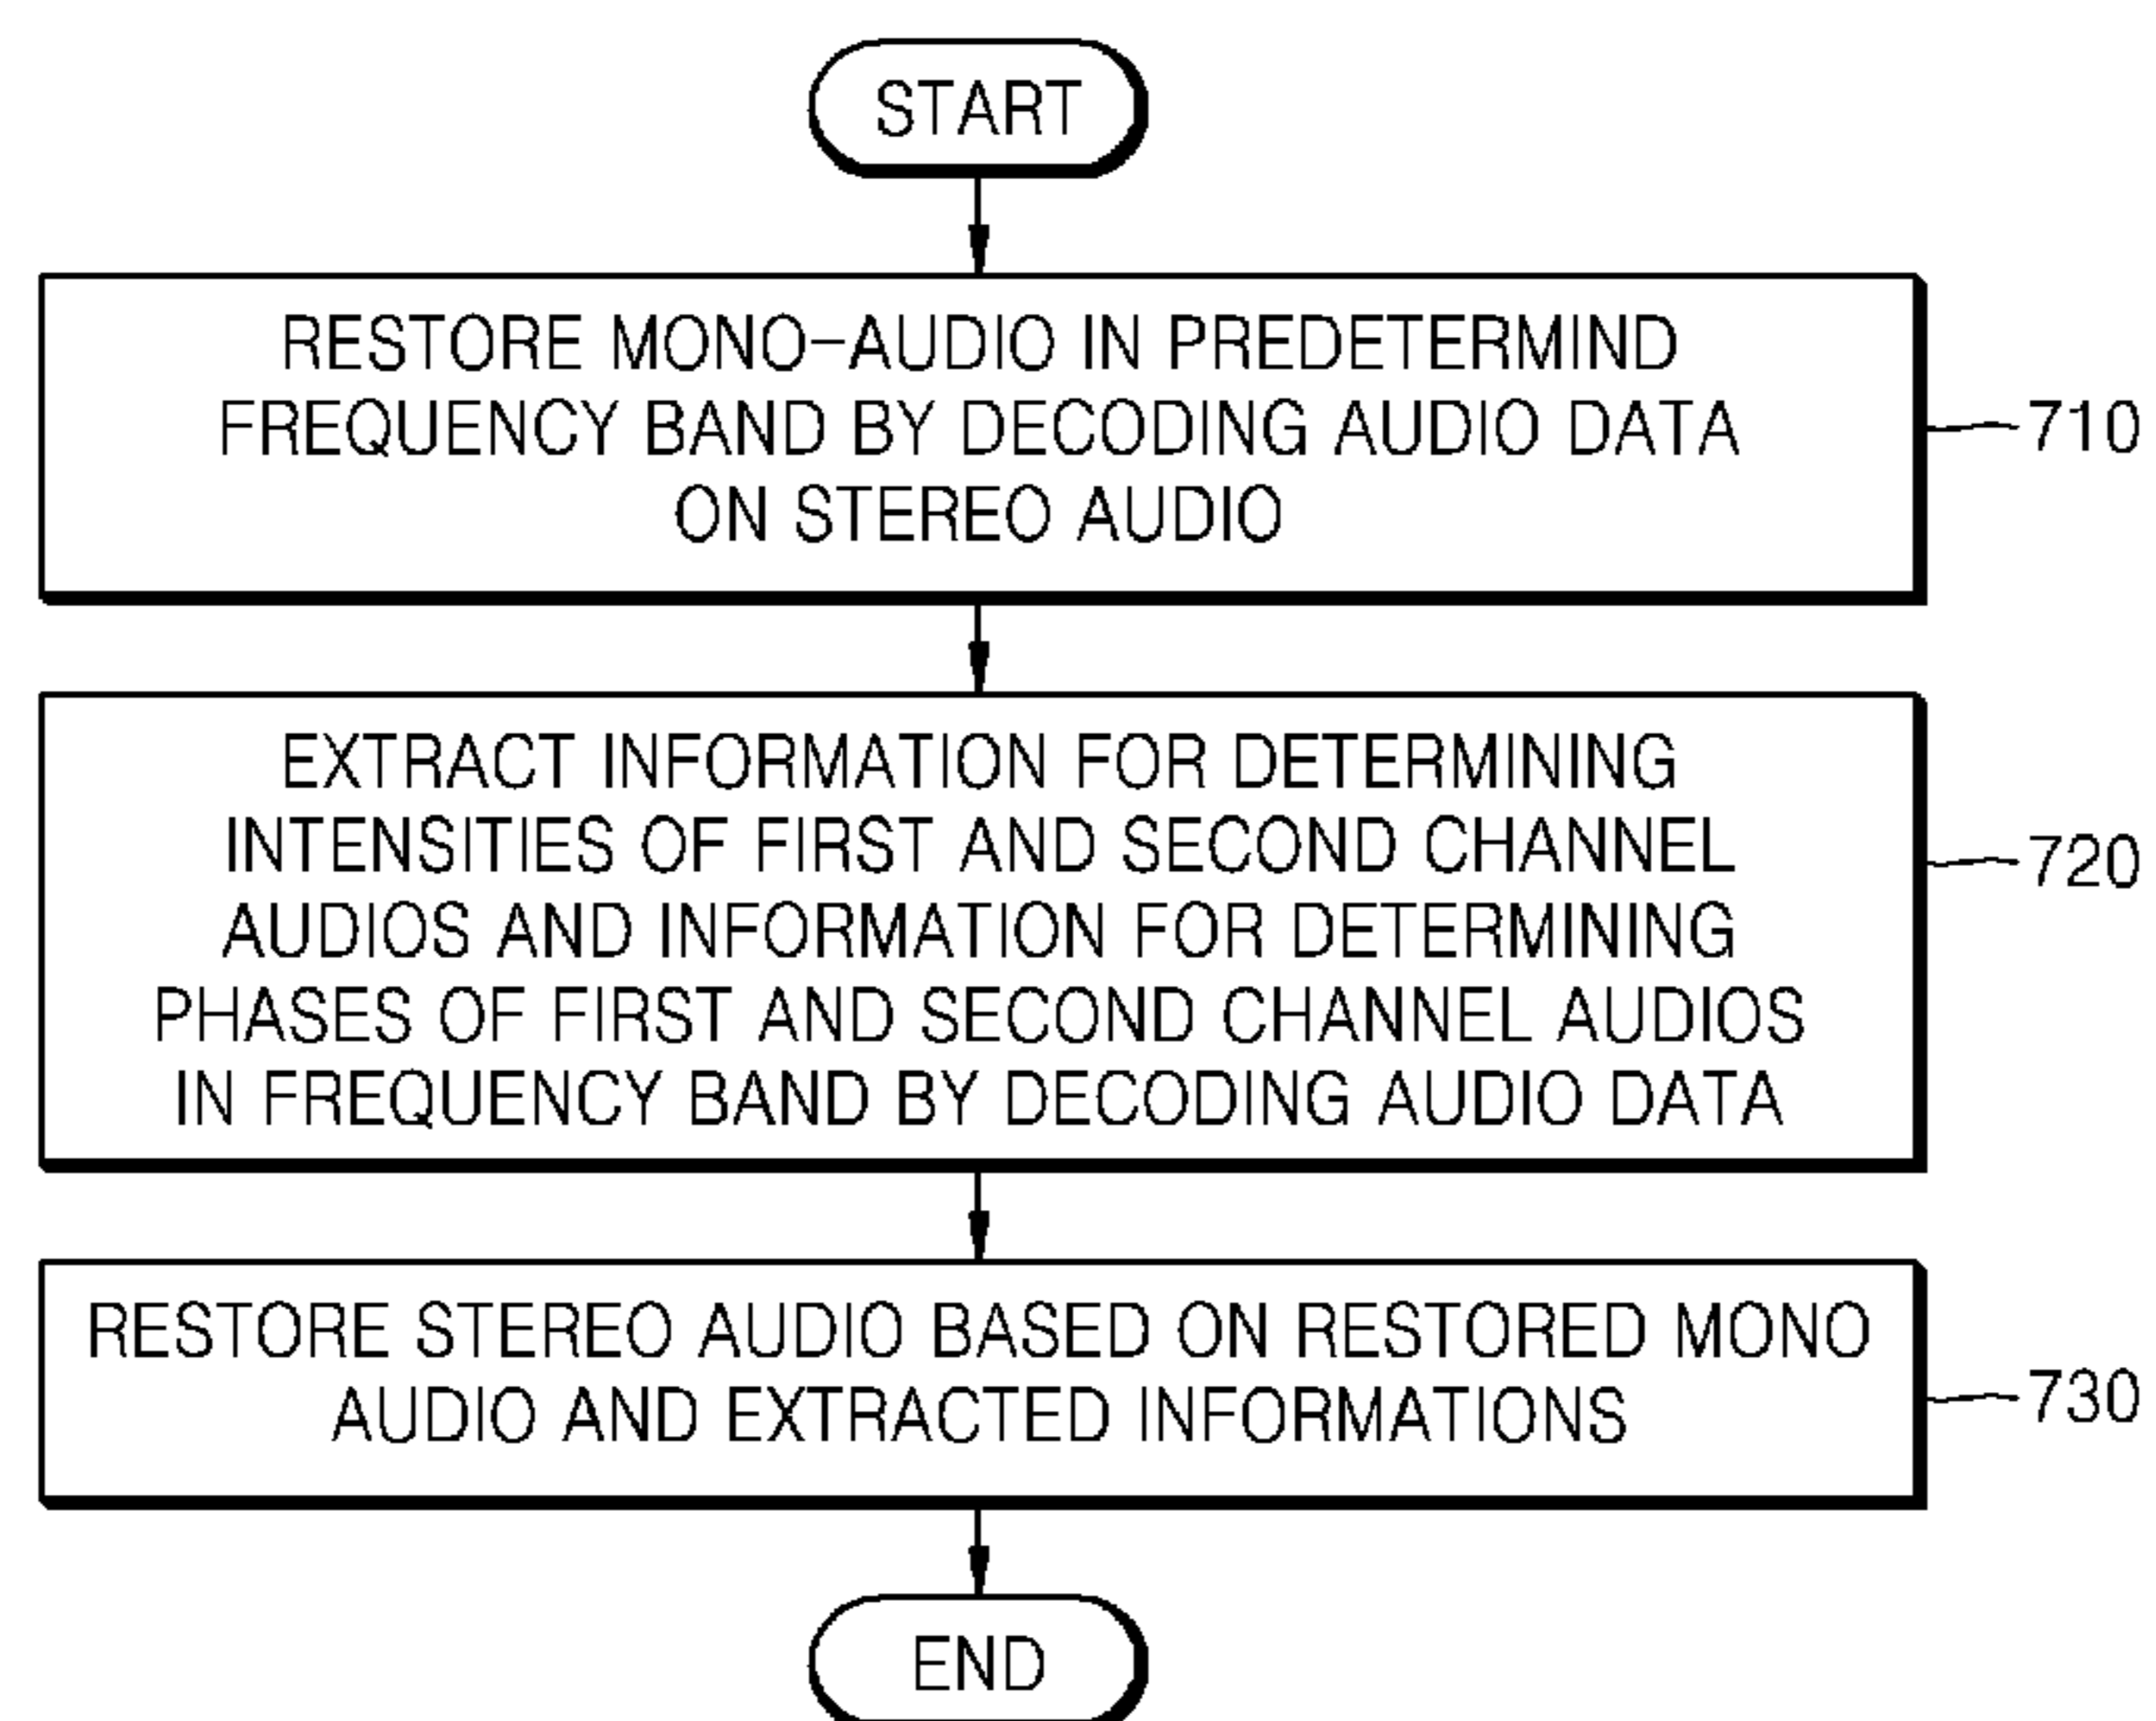 START
RESTORE MONO-AUDIO IN PREDETERMIND
FREQUENCY BAND BY DECODING AUDIO DATA
ON STEREO AUDIO
710
EXTRACT INFORMATION FOR DETERMINING
INTENSITIES OF FIRST AND SECOND CHANNEL
AUDIOS AND INFORMATION FOR DETERMINING
PHASES OF FIRST AND SECOND CHANNEL AUDIOS
IN FREQUENCY BAND BY DECODING AUDIO DATA
720
RESTORE STEREO AUDIO BASED ON RESTORED MONO
AUDIO AND EXTRACTED INFORMATIONS
730
END